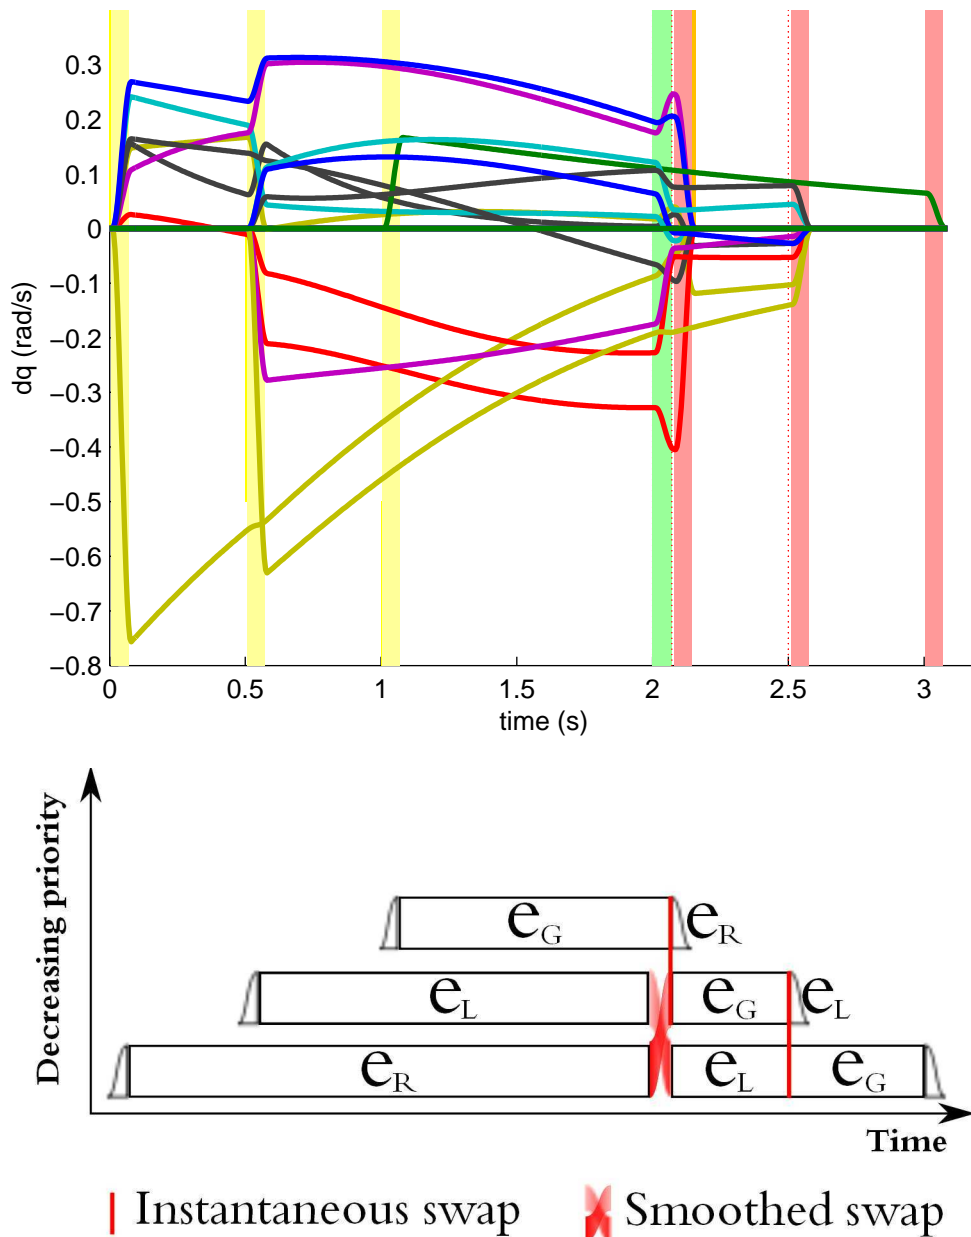 0.3
0.2
0.1
0
−0.1
−0.2
−0.3
−0.4
−0.5
−0.6
−0.7
−0.8
dq (rad/s)
0 0.5 1 1.5 2 2.5 3
time (s)
Decreasing priority
eG eR
eL eG eL
eR eL eG
Time
Instantaneous swap Smoothed swap